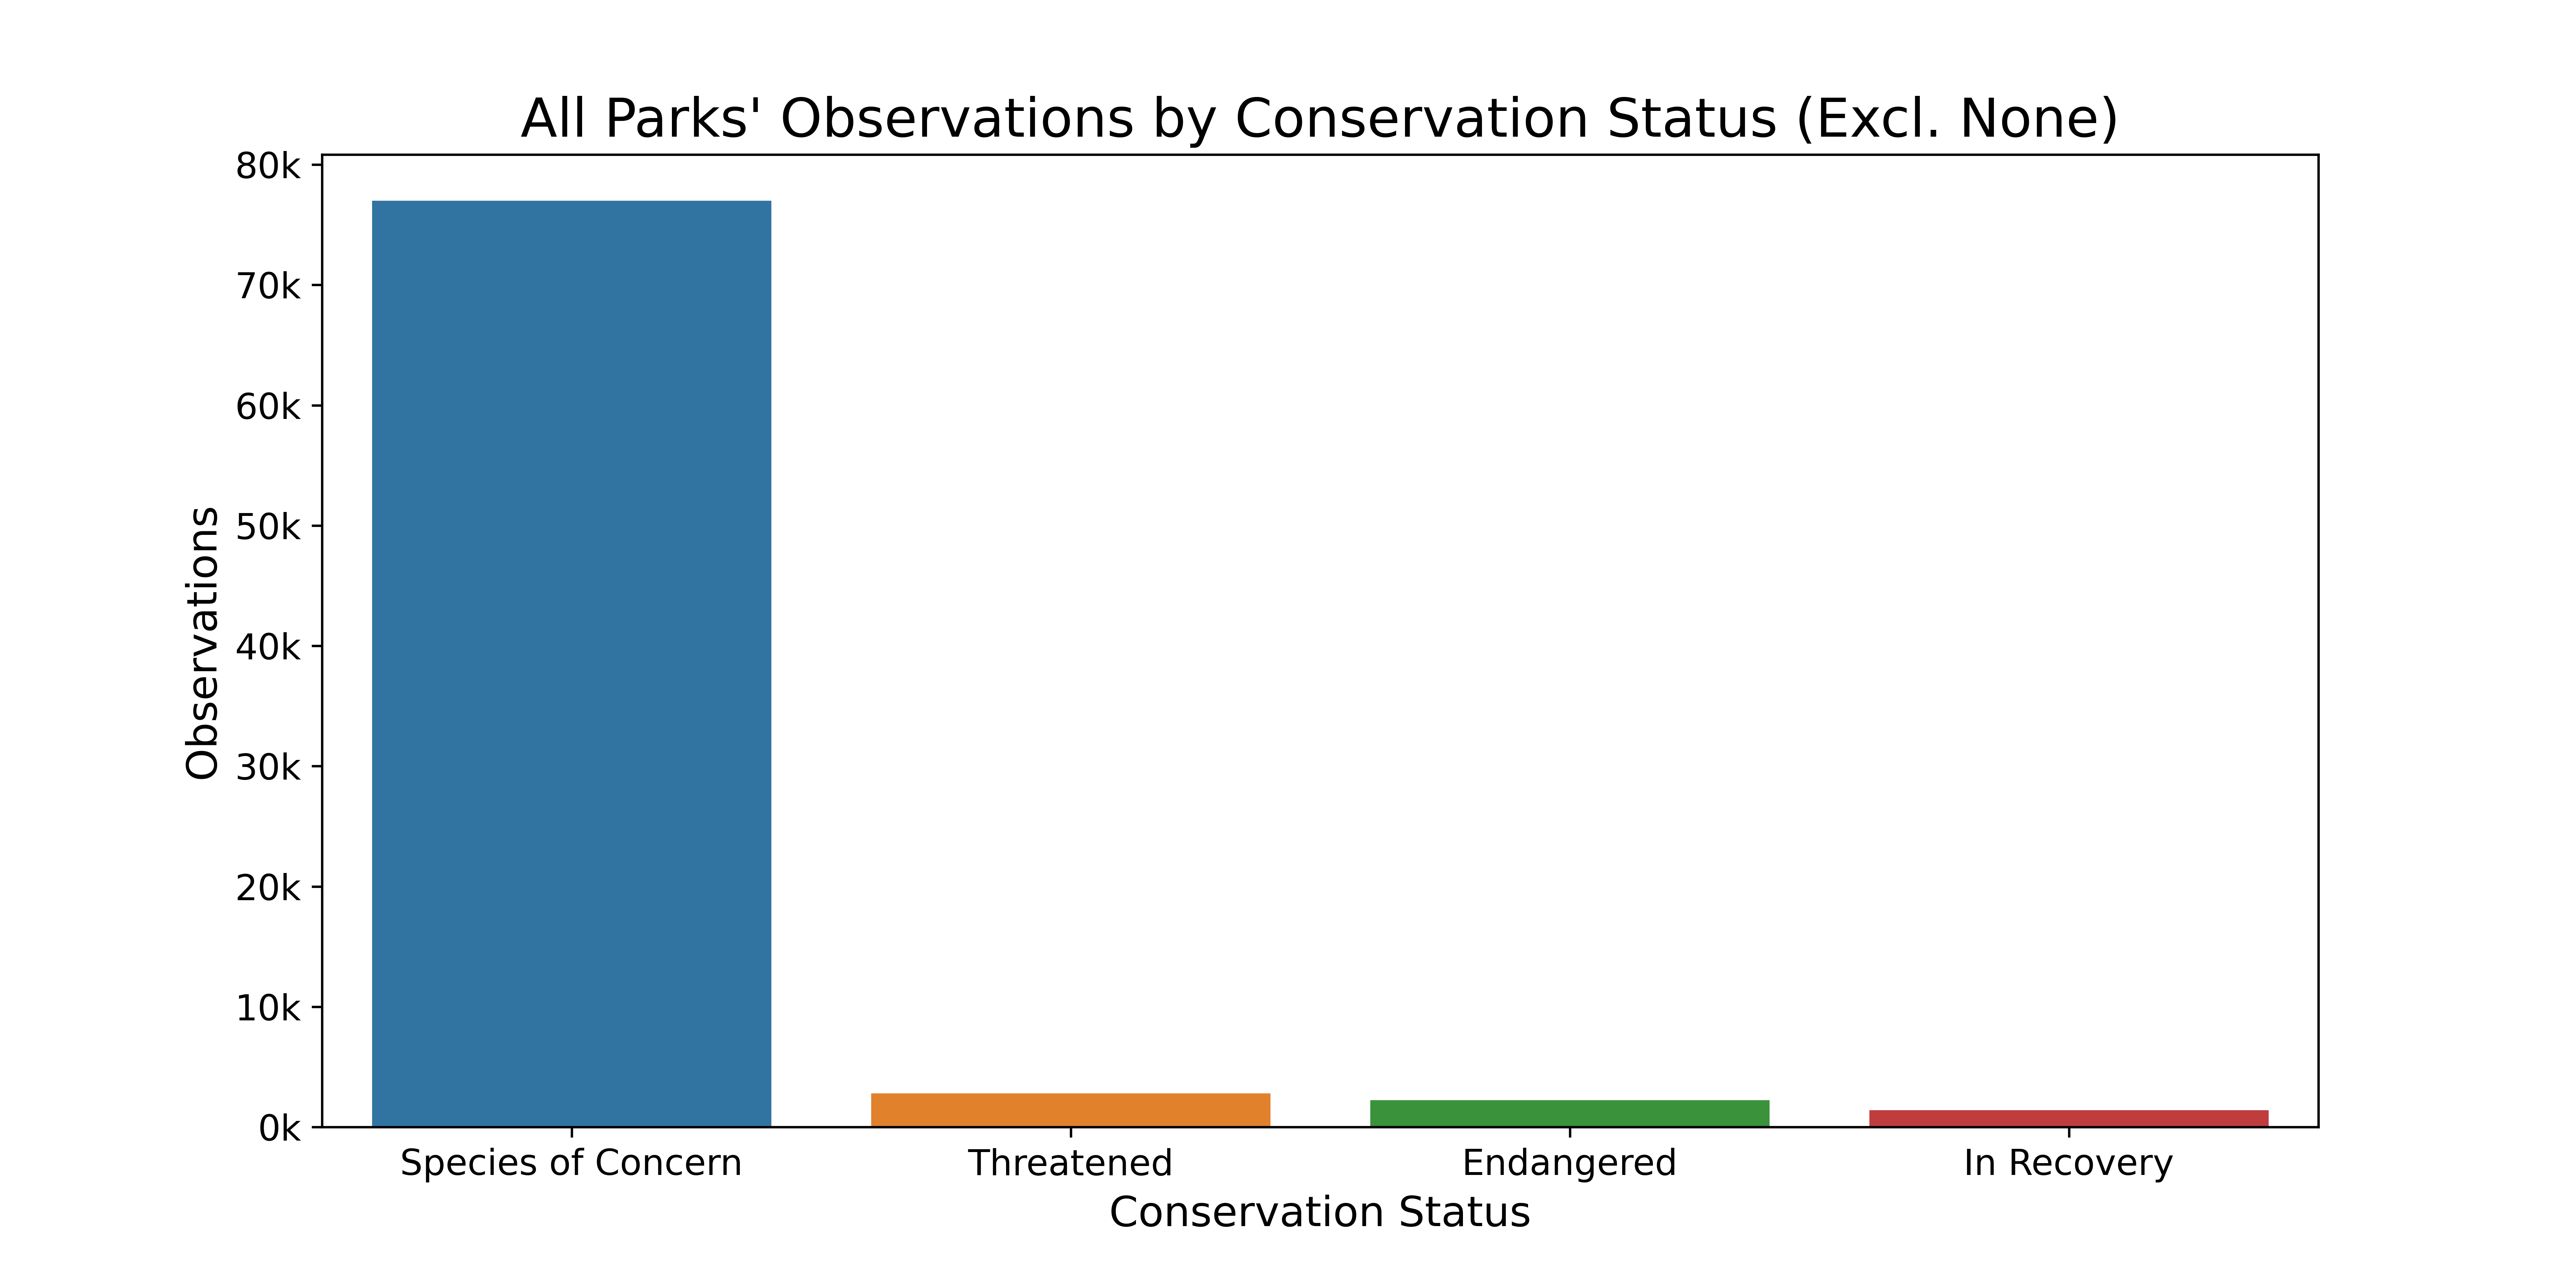 All Parks' Observations by Conservation Status (Excl. None)
80k
70k
60k
50k
40k
30k
20k
10k
0k
Observations
Species of Concern
Threatened
Endangered
In Recovery
Conservation Status